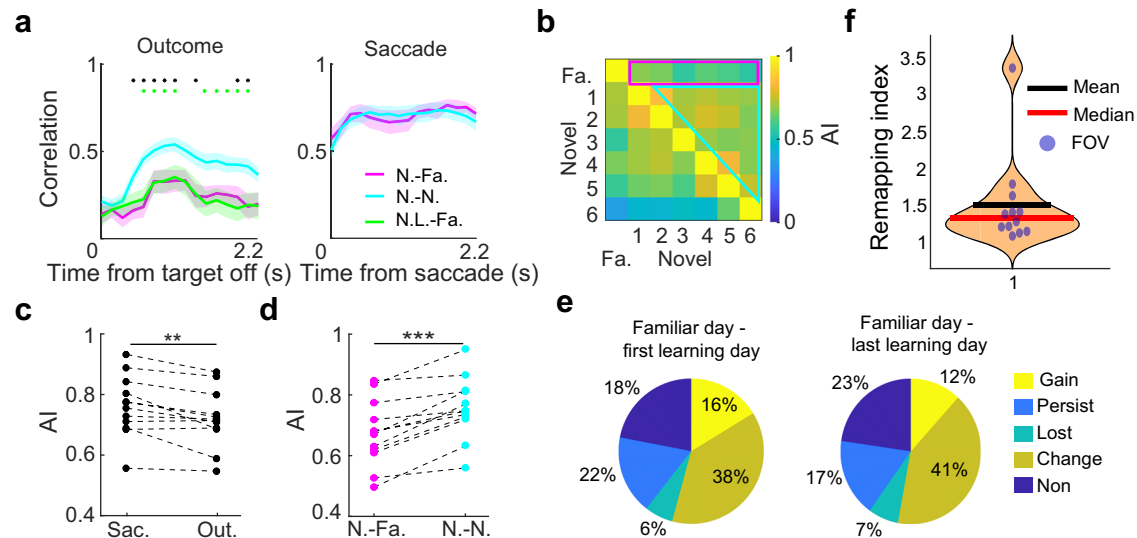 a
Outcome
Saccade
Correlation
1
0.5
0
2.2
Time from target off (s)
1
0.5
0
2.2
Time from saccade (s)
N.-Fa.
N.-N.
N.L.-Fa.
b
Fa.
Novel
1
2
3
4
5
6
1 2 3 4 5 6
Fa. Novel
1
0.5
0
AI
c
**
AI
1
0.8
0.6
0.4
Sac. Out.
d
***
AI
1
0.8
0.6
0.4
N.-Fa. N.-N.
e
Familiar day -
first learning day
18%
16%
22%
38%
6%
Familiar day -
last learning day
23%
12%
17%
41%
7%
Gain
Persist
Lost
Change
Non
f
Remapping index
3.5
3
2.5
2
1.5
1
1
Mean
Median
FOV